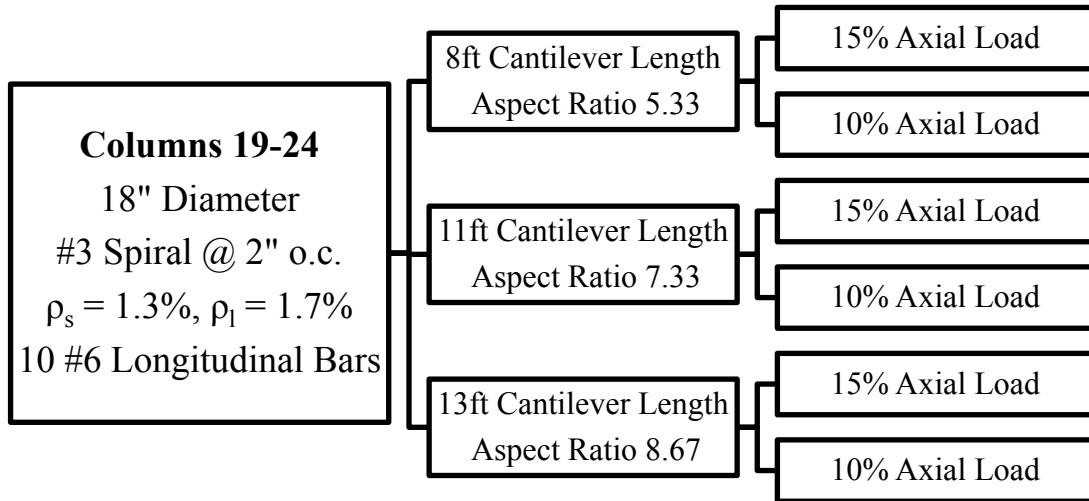 Columns 19-24
18" Diameter
#3 Spiral @ 2" o.c.
ρs = 1.3%, ρl = 1.7%
10 #6 Longitudinal Bars
8ft Cantilever Length
Aspect Ratio 5.33
15% Axial Load
10% Axial Load
11ft Cantilever Length
Aspect Ratio 7.33
15% Axial Load
10% Axial Load
13ft Cantilever Length
Aspect Ratio 8.67
15% Axial Load
10% Axial Load